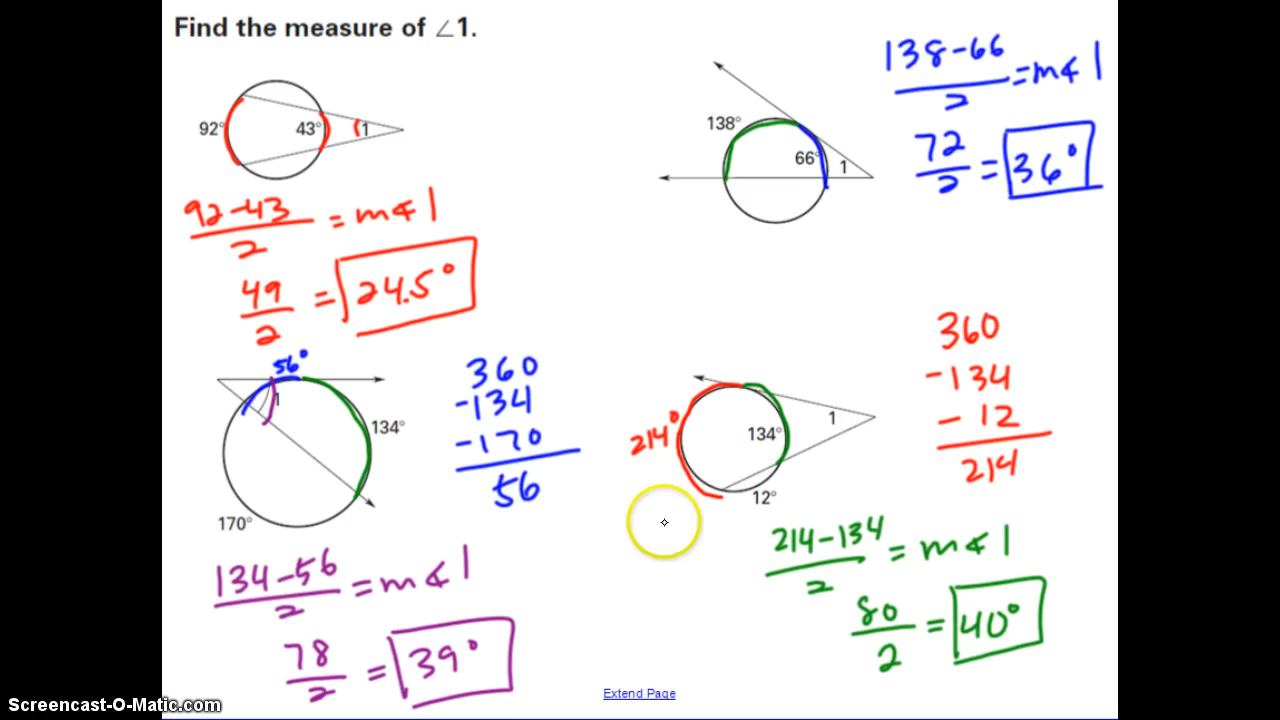 Find the measure of ∠1.
92°
43°
1
92-43/2 = m∢1
49/2 = 24.5°
138°
66°
1
138-66/2 = m∢1
72/2 = 36°
56°
1
134°
170°
360
-134
-170
56
134-56/2 = m∢1
78/2 = 39°
214°
134°
1
12°
360
-134
- 12
214
214-134/2 = m∢1
80/2 = 40°
Extend Page
Screencast-O-Matic.com